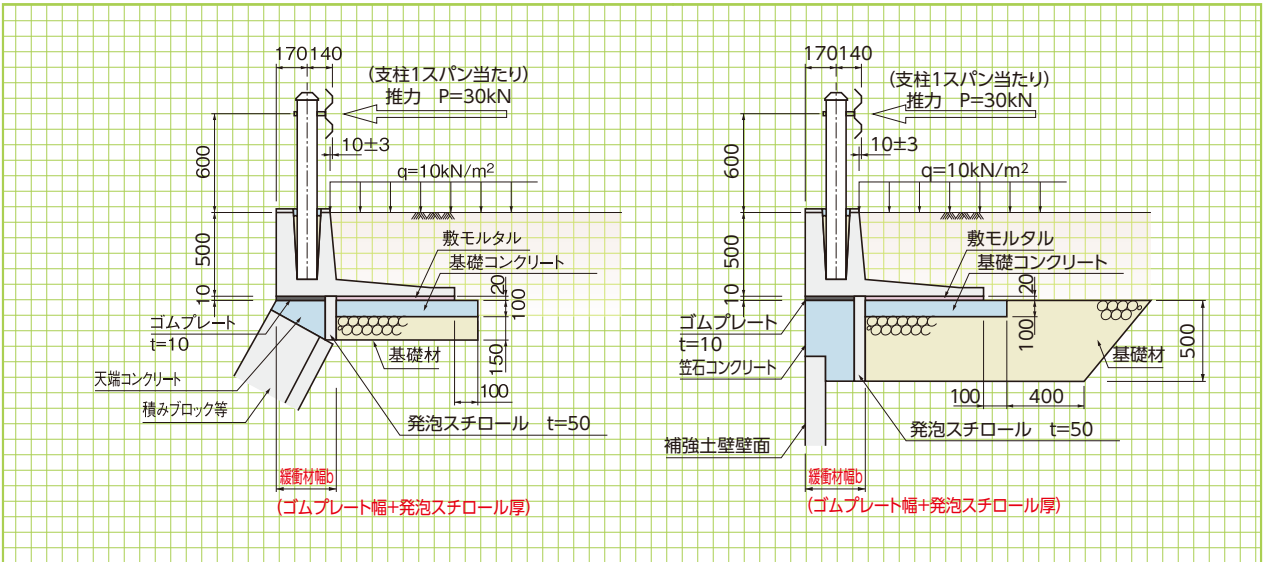 170 140
(支柱1スパン当たり)
推力 P=30kN
10±3
600
q=10kN/m²
500
敷モルタル
基礎コンクリート
10
20
100
ゴムプレート
t=10
150
基礎材
天端コンクリート
100
積みブロック等
発泡スチロール t=50
緩衝材幅b
(ゴムプレート幅+発泡スチロール厚)
170 140
(支柱1スパン当たり)
推力 P=30kN
10±3
600
q=10kN/m²
500
敷モルタル
基礎コンクリート
10
20
ゴムプレート
t=10
100
基礎材
500
笠石コンクリート
100
400
発泡スチロール t=50
補強土壁壁面
緩衝材幅b
(ゴムプレート幅+発泡スチロール厚)